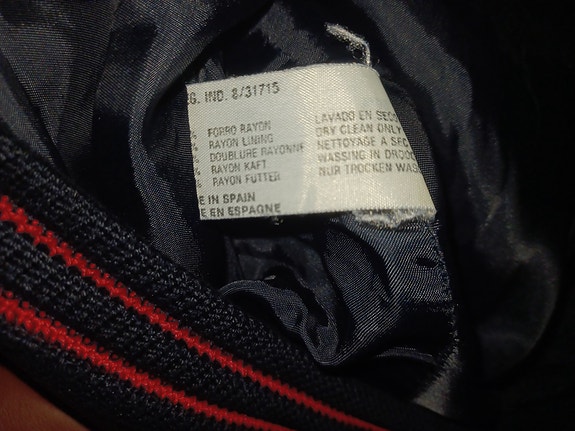 G. IND. 8/31715
% FORRO RAYON
% RAYON LINING
% DOUBLURE RAYONNE
% RAYON KAFT
% RAYON FUTTER
E IN SPAIN
E EN ESPAGNE
LAVADO EN SEC
DRY CLEAN ONLY
NETTOYAGE A SEC
WASSING IN DROOG
NUR TROCKEN WAS